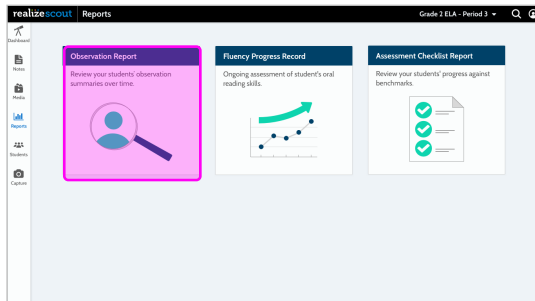 realizescout Reports Grade 2 ELA - Period 3
Dashboard
Notes
Media
Reports
Students
Capture
Observation Report
Review your students' observation
summaries over time.
Fluency Progress Record
Ongoing assessment of student's oral
reading skills.
Assessment Checklist Report
Review your students' progress against
benchmarks.